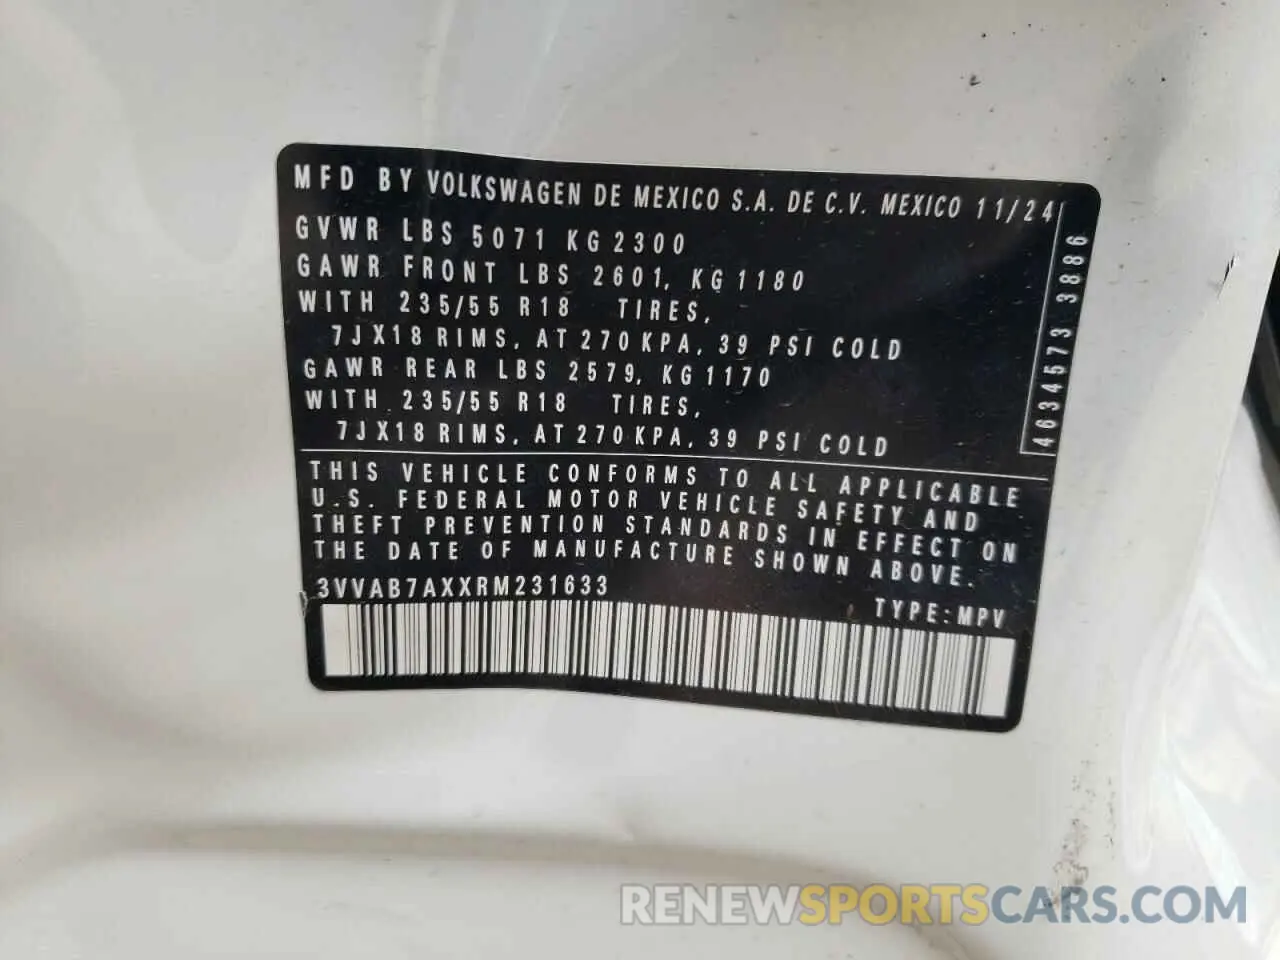 MFD BY VOLKSWAGEN DE MEXICO S.A. DE C.V. MEXICO 11/24
GVWR LBS 5071 KG 2300
GAWR FRONT LBS 2601, KG 1180
WITH 235/55 R18 TIRES,
7JX18 RIMS, AT 270 KPA, 39 PSI COLD
GAWR REAR LBS 2579, KG 1170
WITH 235/55 R18 TIRES,
7JX18 RIMS, AT 270 KPA, 39 PSI COLD
4634573 3886
THIS VEHICLE CONFORMS TO ALL APPLICABLE
U.S. FEDERAL MOTOR VEHICLE SAFETY AND
THEFT PREVENTION STANDARDS IN EFFECT ON
THE DATE OF MANUFACTURE SHOWN ABOVE.
3VVAB7AXXRM231633
TYPE: MPV
RENEWSPORTSCARS.COM